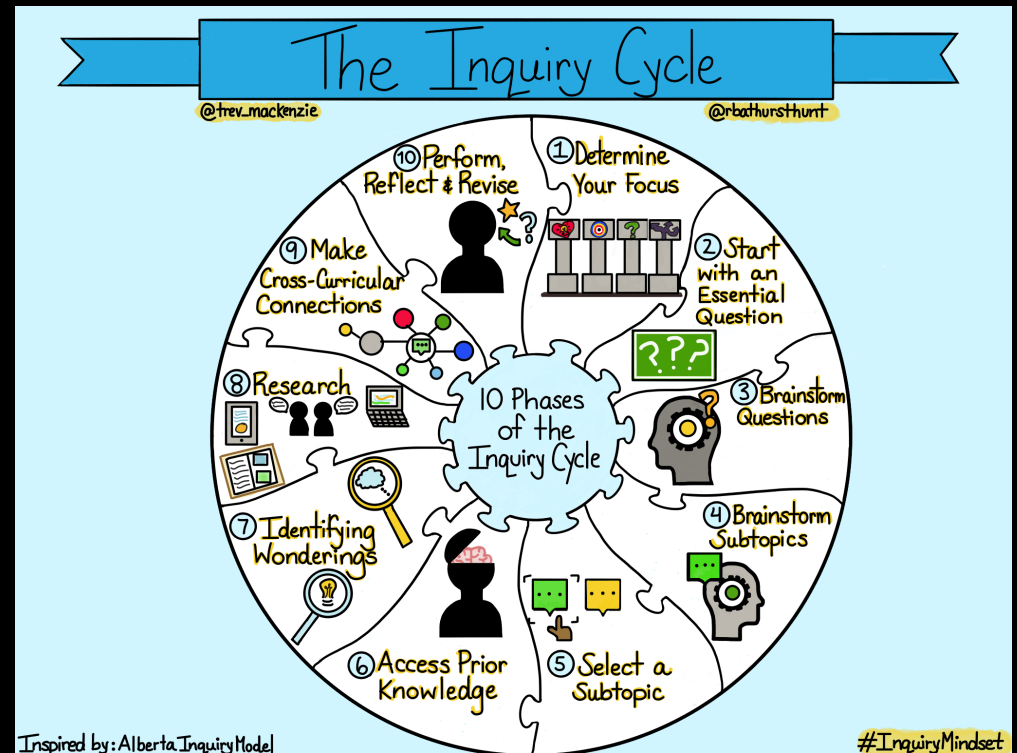 The Inquiry Cycle
@trev_mackenzie
@rbathursthunt
① Determine
Your Focus
② Start
with an
Essential
Question
???
③ Brainstorm
Questions
④ Brainstorm
Subtopics
⑤ Select a
Subtopic
⑥ Access Prior
Knowledge
⑦ Identifying
Wonderings
⑧ Research
⑨ Make
Cross-Curricular
Connections
⑩ Perform,
Reflect & Revise
10 Phases
of the
Inquiry Cycle
Inspired by: Alberta Inquiry Model
#InquiryMindset